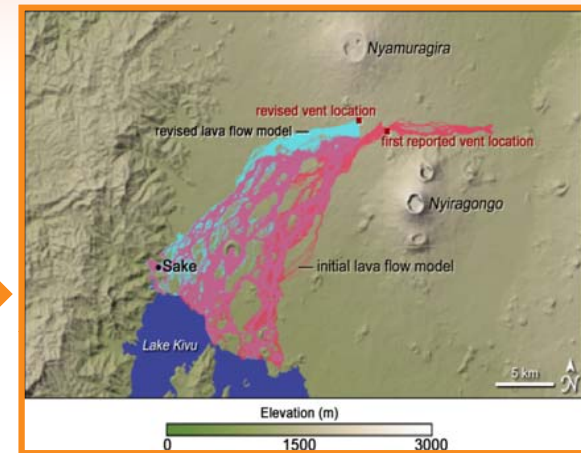 Nyamuragira
revised vent location
revised lava flow model
first reported vent location
Nyiragongo
Sake
initial lava flow model
Lake Kivu
5 km
N
Elevation (m)
0 1500 3000